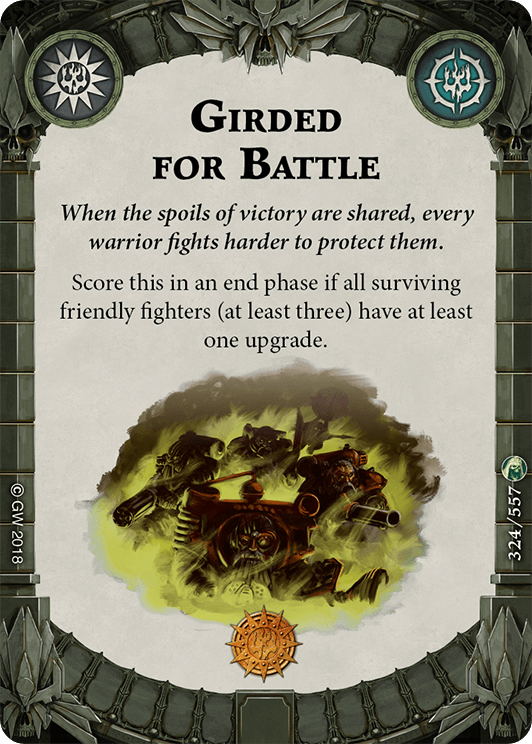 Girded
for Battle
When the spoils of victory are shared, every
warrior fights harder to protect them.
Score this in an end phase if all surviving
friendly fighters (at least three) have at least
one upgrade.
© GW 2018
324/557